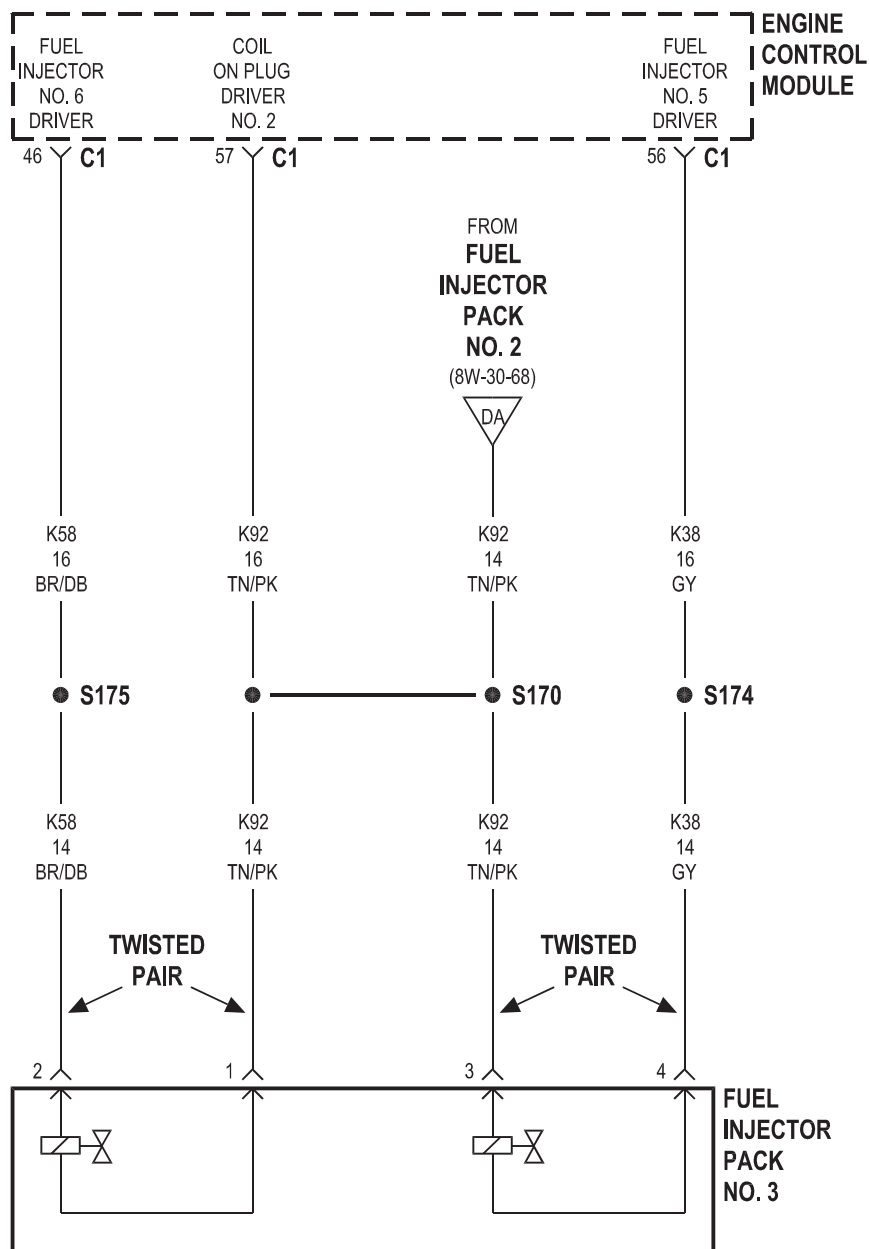 ENGINE
CONTROL
MODULE
FUEL
INJECTOR
NO. 6
DRIVER
COIL
ON PLUG
DRIVER
NO. 2
FUEL
INJECTOR
NO. 5
DRIVER
46 C1
57 C1
56 C1
FROM
FUEL
INJECTOR
PACK
NO. 2
(8W-30-68)
DA
K58
16
BR/DB
K92
16
TN/PK
K92
14
TN/PK
K38
16
GY
S175
S170
S174
K58
14
BR/DB
K92
14
TN/PK
K92
14
TN/PK
K38
14
GY
TWISTED
PAIR
TWISTED
PAIR
2
1
3
4
FUEL
INJECTOR
PACK
NO. 3